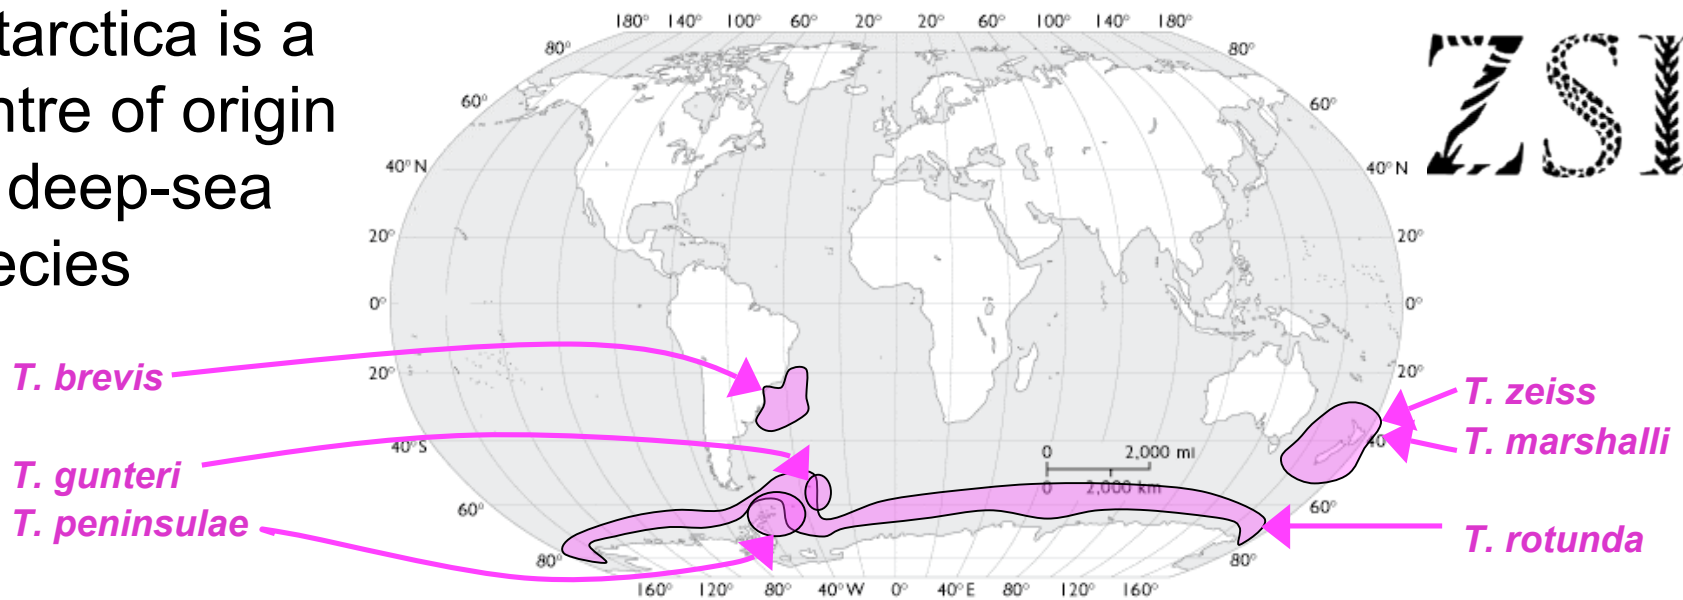 tarctica is a
ntre of origin
deep-sea
ecies
ZSL
180° 140° 100° 60° 20° 20° 60° 100° 140° 180°
80° 80°
60° 60°
40° N 40° N
20° 20°
0° 0°
T. brevis
20° 20°
T. zeiss
40° S 40°
T. marshalli
0 2,000 mi
T. gunteri
0 2,000 km
60° 60°
T. peninsulae
T. rotunda
80° 80°
160° 120° 80° 40° W 0° 40° E 80° 120° 160°